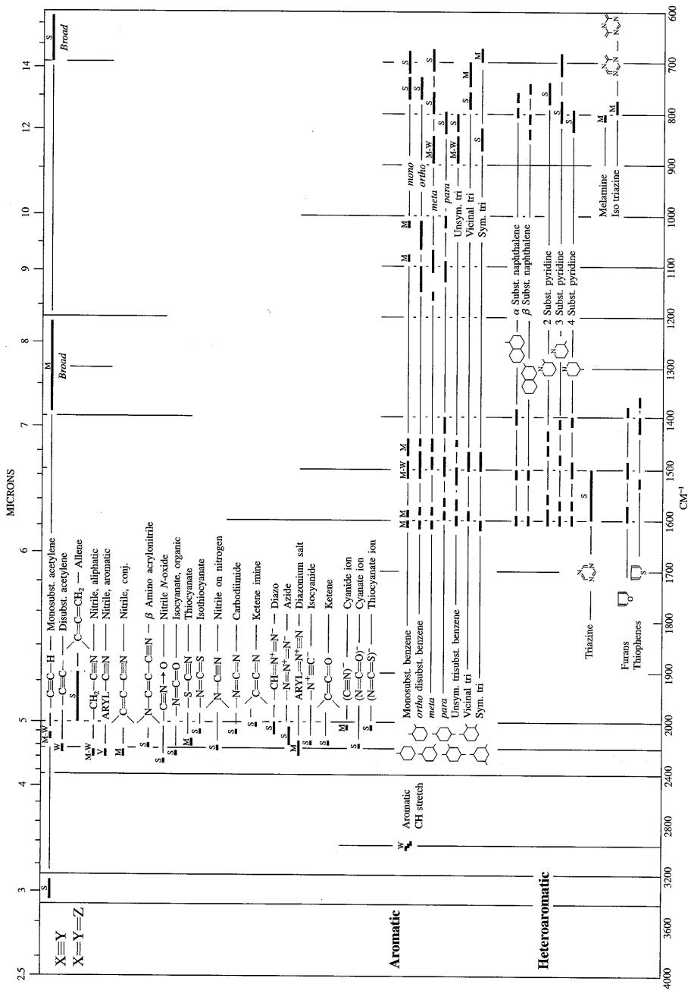 MICRONS
2.5
3
4
5
6
7
8
9
10
12
14
X≡Y
X=Y=Z
S
M-W
C≡C—H
Monosubst. acetylene
M
Broad
S
Broad
W
C≡C
Disubst. acetylene
S
C=C=CH2 — Allene
M-W
CH2—C≡N
Nitrile, aliphatic
V
ARYL—C≡N
Nitrile, aromatic
M
C=C—C≡N
Nitrile, conj.
S
N—C=C—C≡N
β Amino acrylonitrile
S
C≡N→O
Nitrile N-oxide
S
N=C=O
Isocyanate, organic
M
S—C≡N
Thiocyanate
S
N=C=S
Isothiocyanate
S
N—C≡N
Nitrile on nitrogen
S
N=C=N
Carbodiimide
S
C=C=N
Ketene imine
S
CH=N+=N−
Diazo
S
N=N+=N−
Azide
M
ARYL—N+≡N
Diazonium salt
S
N+≡C−
Isocyanide
S
C=C=O
Ketene
M
(C≡N)−
Cyanide ion
S
(N=C=O)−
Cyanate ion
S
(N=C=S)−
Thiocyanate ion
Aromatic
W
Aromatic
CH stretch
Monosubst. benzene
M M M-W M M M mono S S
ortho disubst. benzene
ortho S
meta
meta M-W M S
para
para S
Unsym. trisubst. benzene
Unsym. tri M-W S
Vicinal tri
Vicinal tri S M
Sym. tri
Sym. tri S M
Heteroaromatic
α Subst. naphthalene
β Subst. naphthalene
N
2 Subst. pyridine
S
N
3 Subst. pyridine
S
N
4 Subst. pyridine
S
Triazine
N N N
S
Melamine
M
Iso triazine
M
N N N
N N N
Furans
O
Thiophenes
S
4000
3600
3200
2800
2400
2000
1900
1800
1700
1600
1500
1400
1300
1200
1100
1000
900
800
700
600
CM−1